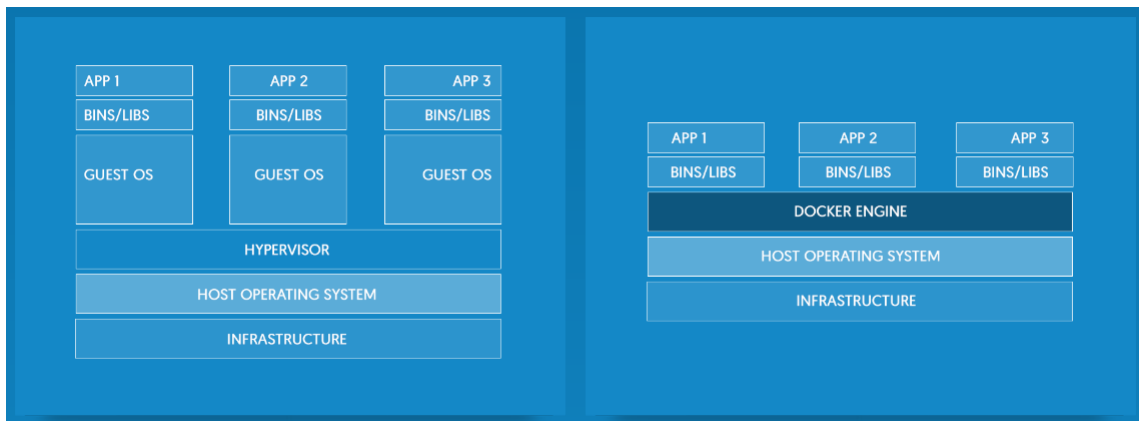 APP 1 APP 2 APP 3
BINS/LIBS BINS/LIBS BINS/LIBS
GUEST OS GUEST OS GUEST OS
HYPERVISOR
HOST OPERATING SYSTEM
INFRASTRUCTURE
APP 1 APP 2 APP 3
BINS/LIBS BINS/LIBS BINS/LIBS
DOCKER ENGINE
HOST OPERATING SYSTEM
INFRASTRUCTURE